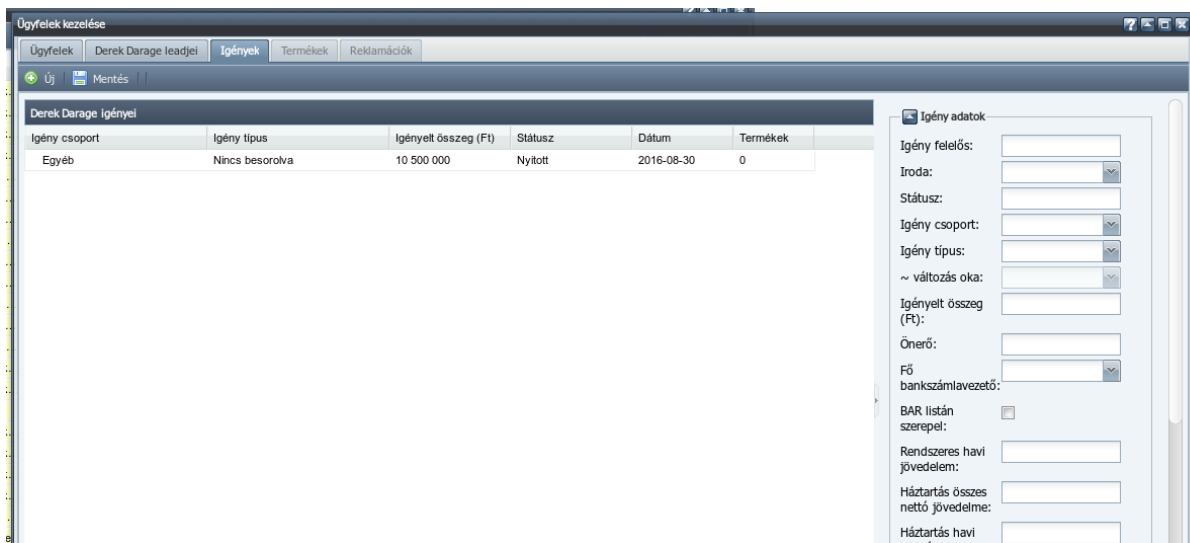 Ügyfelek kezelése
Ügyfelek Derek Darage leadjei Igények Termékek Reklamációk
Új Mentés
Derek Darage igényei
Igény csoport Igény típus Igényelt összeg (Ft) Státusz Dátum Termékek
Egyéb Nincs besorolva 10 500 000 Nyitott 2016-08-30 0
Igény adatok
Igény felelős:
Iroda:
Státusz:
Igény csoport:
Igény típus:
~ változás oka:
Igényelt összeg
(Ft):
Önerő:
Fő
bankszámlavezető:
BAR listán
szerepel:
Rendszeres havi
jövedelem:
Háztartás összes
nettó jövedelme:
Háztartás havi